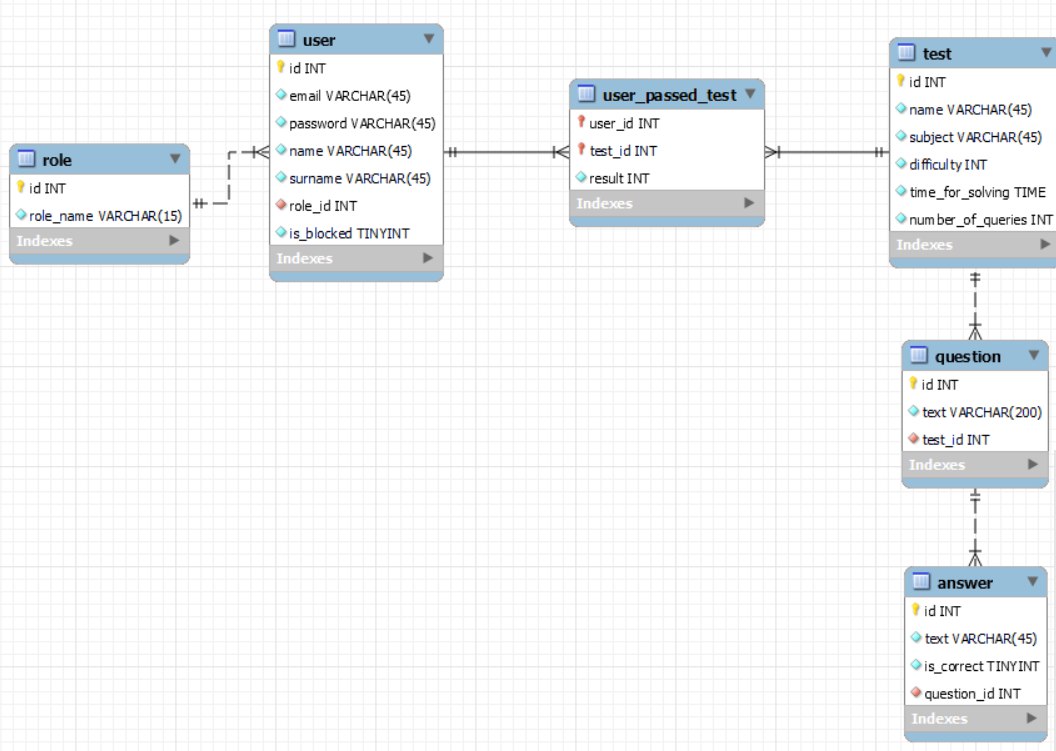 role
id INT
role_name VARCHAR(15)
Indexes
user
id INT
email VARCHAR(45)
password VARCHAR(45)
name VARCHAR(45)
surname VARCHAR(45)
role_id INT
is_blocked TINYINT
Indexes
user_passed_test
user_id INT
test_id INT
result INT
Indexes
test
id INT
name VARCHAR(45)
subject VARCHAR(45)
difficulty INT
time_for_solving TIME
number_of_queries INT
Indexes
question
id INT
text VARCHAR(200)
test_id INT
Indexes
answer
id INT
text VARCHAR(45)
is_correct TINYINT
question_id INT
Indexes